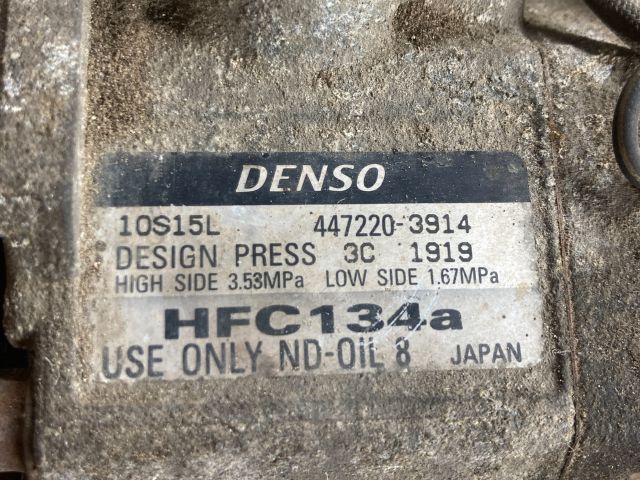 DENSO
10S15L 447220-3914
DESIGN PRESS 3C 1919
HIGH SIDE 3.53MPa LOW SIDE 1.67MPa
HFC134a
USE ONLY ND-OIL 8 JAPAN